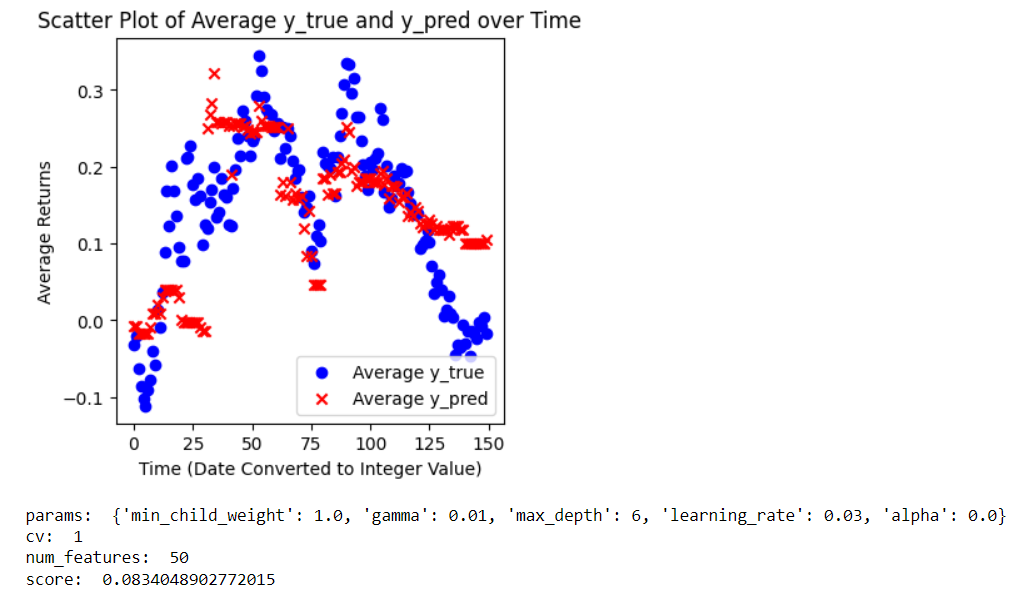 Scatter Plot of Average y_true and y_pred over Time
0.3
0.2
0.1
0.0
−0.1
Average Returns
Average y_true
Average y_pred
0 25 50 75 100 125 150
Time (Date Converted to Integer Value)
params:  {'min_child_weight': 1.0, 'gamma': 0.01, 'max_depth': 6, 'learning_rate': 0.03, 'alpha': 0.0}
cv:  1
num_features:  50
score:  0.0834048902772015